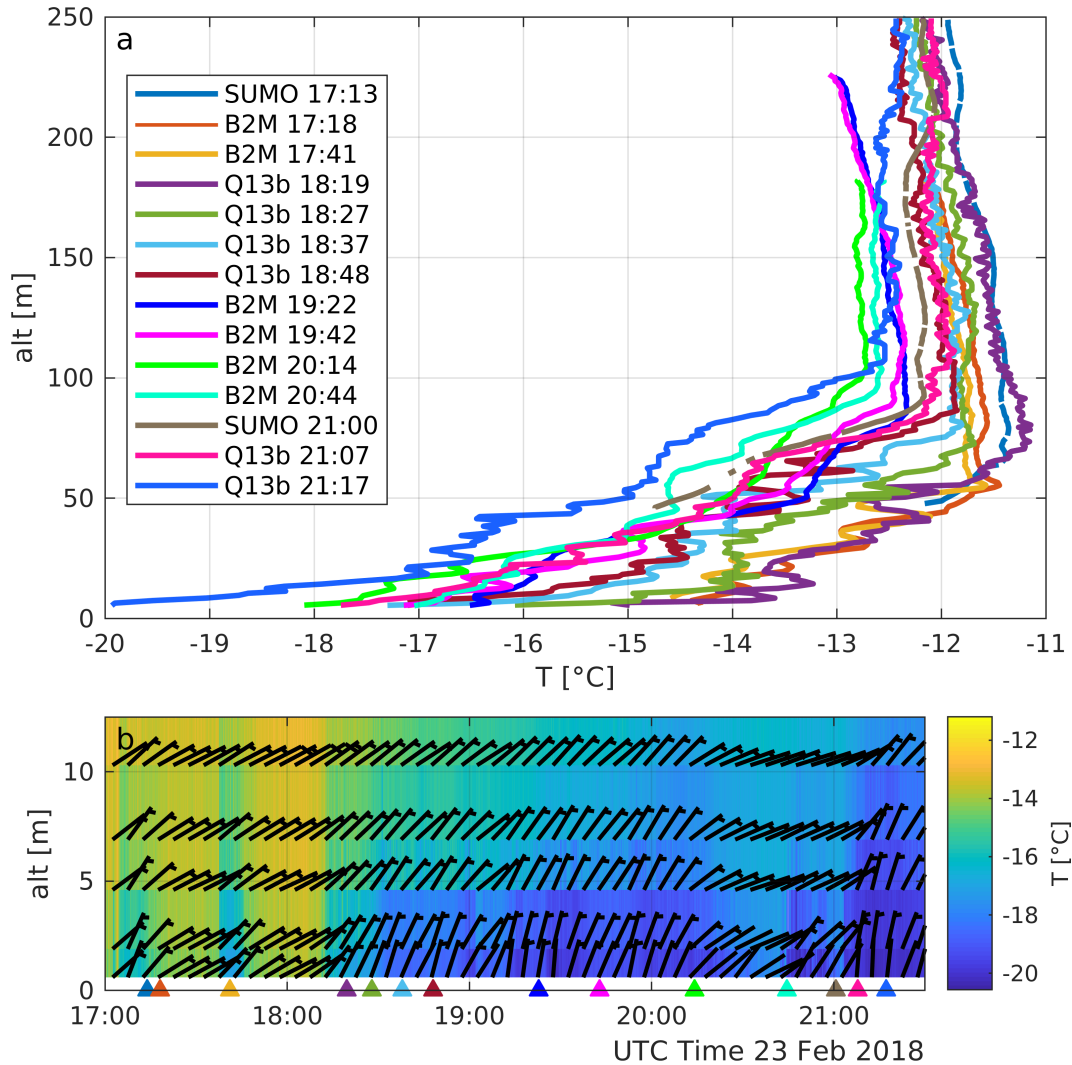 250
200
150
100
50
0
alt [m]
a
SUMO 17:13
B2M 17:18
B2M 17:41
Q13b 18:19
Q13b 18:27
Q13b 18:37
Q13b 18:48
B2M 19:22
B2M 19:42
B2M 20:14
B2M 20:44
SUMO 21:00
Q13b 21:07
Q13b 21:17
-20 -19 -18 -17 -16 -15 -14 -13 -12 -11
T [°C]
b
10
5
0
alt [m]
17:00 18:00 19:00 20:00 21:00
UTC Time 23 Feb 2018
-12
-14
-16
-18
-20
T [°C]